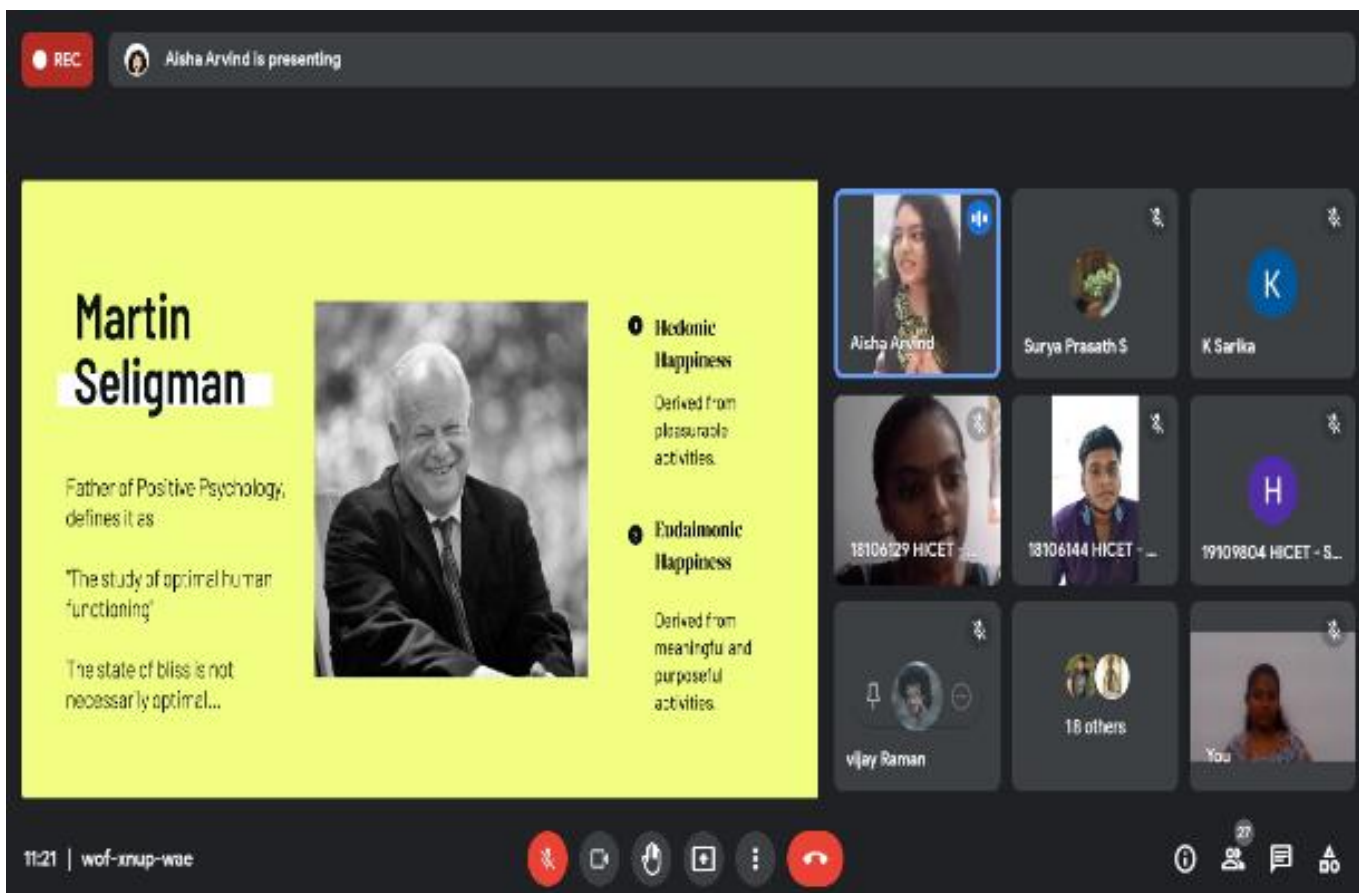 REC
Aisha Arvind is presenting
Martin
Seligman
Father of Positive Psychology,
defines it as
"The study of optimal human
functioning"
The state of bliss is not
necessarily optimal...
Hedonic
Happiness
Derived from
pleasurable
activities.
Eudaimonic
Happiness
Derived from
meaningful and
purposeful
activities.
Aisha Arvind
Surya Prasath S
K
K Sarika
18106129 HICET - ...
18106144 HICET - ...
H
19109804 HICET - S...
vijay Raman
18 others
You
11:21 | wof-xnup-wae
27